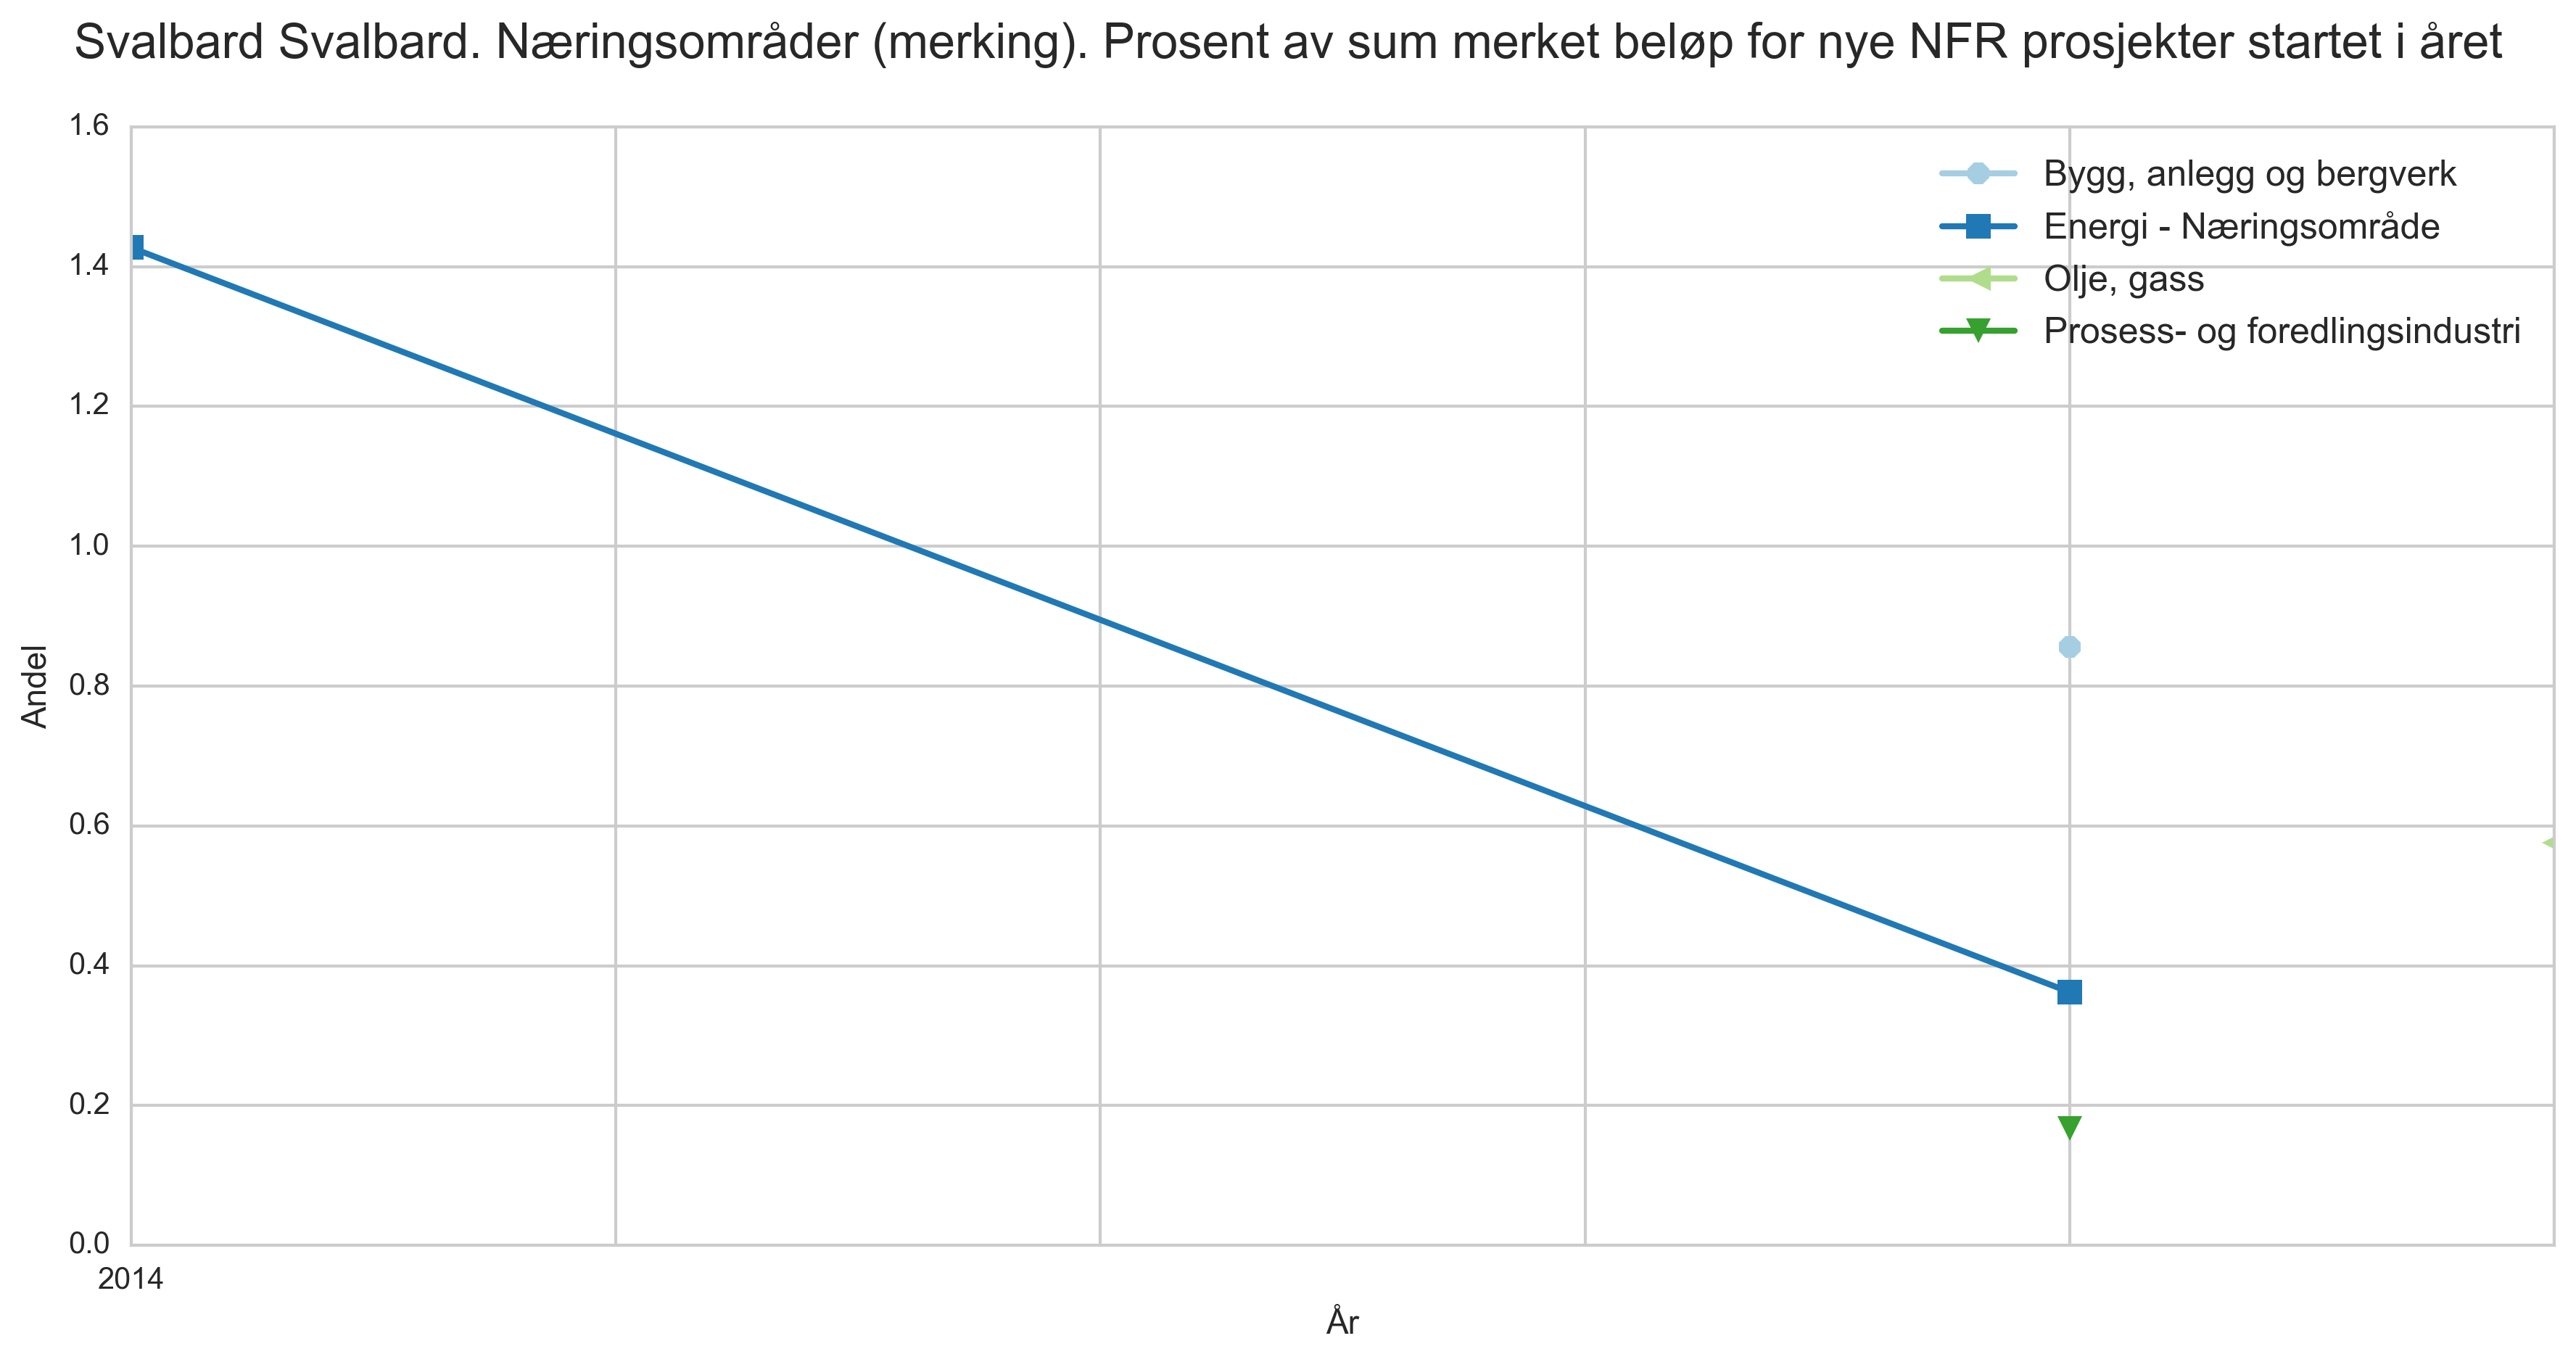 Svalbard Svalbard. Næringsområder (merking). Prosent av sum merket beløp for nye NFR prosjekter startet i året
1.6
1.4
1.2
1.0
0.8
0.6
0.4
0.2
0.0
Andel
Bygg, anlegg og bergverk
Energi - Næringsområde
Olje, gass
Prosess- og foredlingsindustri
2014
År